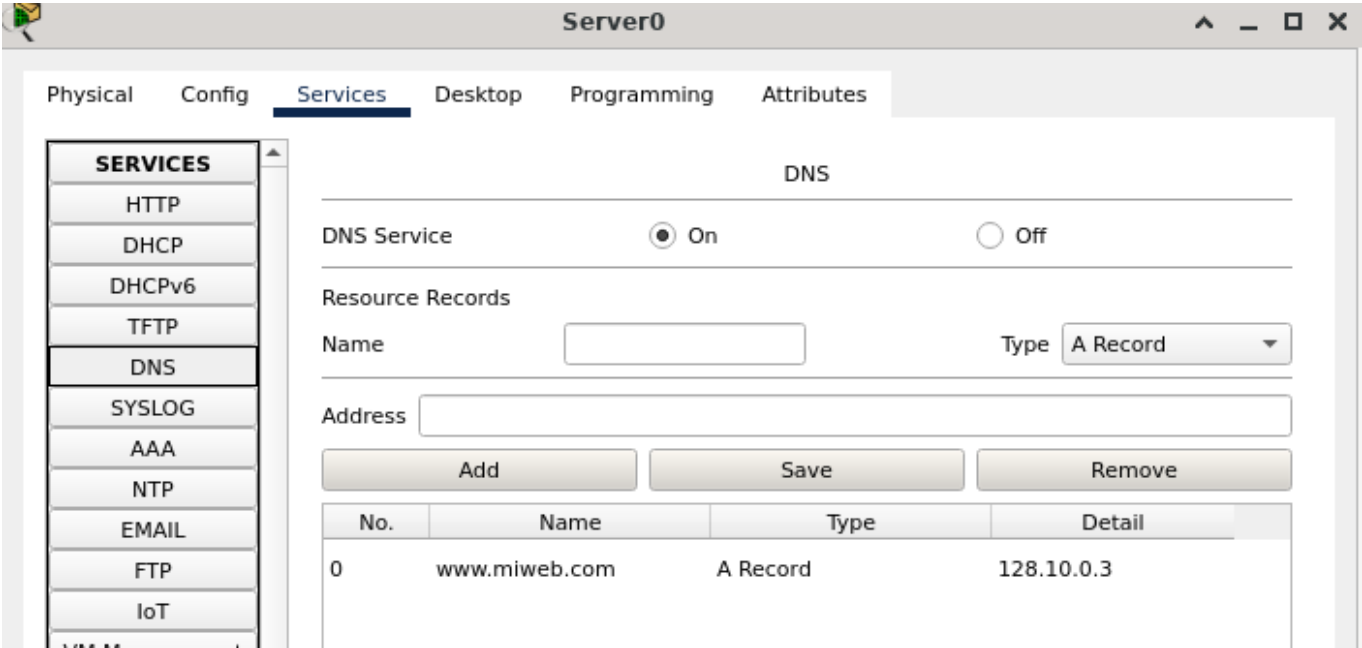 Server0
Physical Config Services Desktop Programming Attributes
SERVICES
HTTP
DHCP
DHCPv6
TFTP
DNS
SYSLOG
AAA
NTP
EMAIL
FTP
IoT
DNS
DNS Service On Off
Resource Records
Name Type A Record
Address
Add Save Remove
No. Name Type Detail
0 www.miweb.com A Record 128.10.0.3